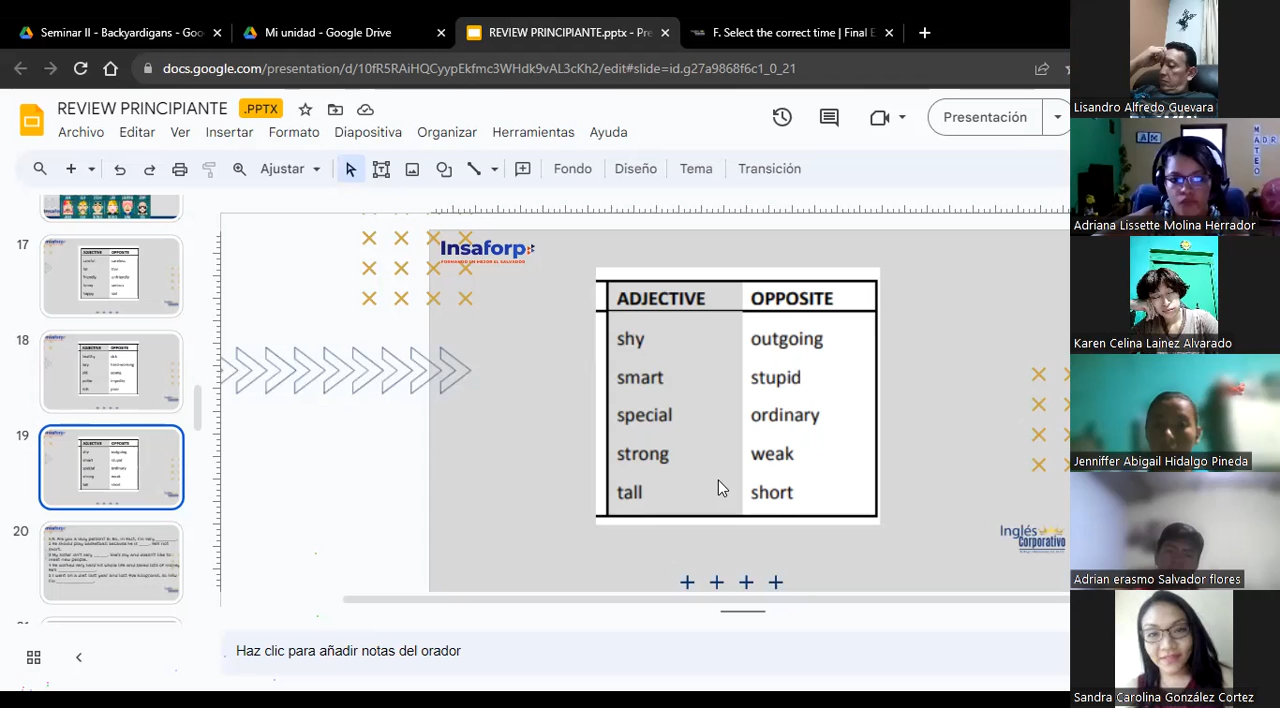 Seminar II - Backyardigans - Goo
Mi unidad - Google Drive
REVIEW PRINCIPIANTE.pptx - Pre
F. Select the correct time | Final E
docs.google.com/presentation/d/10fR5RAiHQCyypEkfmc3WHdk9vAL3cKh2/edit#slide=id.g27a9868f6c1_0_21
REVIEW PRINCIPIANTE .PPTX
Archivo Editar Ver Insertar Formato Diapositiva Organizar Herramientas Ayuda
Presentación
Ajustar Fondo Diseño Tema Transición
17
18
19
20
Insaforp
ADJECTIVE OPPOSITE
shy outgoing
smart stupid
special ordinary
strong weak
tall short
Inglés
Corporativo
Haz clic para añadir notas del orador
Lisandro Alfredo Guevara
Adriana Lissette Molina Herrador
Karen Celina Lainez Alvarado
Jenniffer Abigail Hidalgo Pineda
Adrian erasmo Salvador flores
Sandra Carolina González Cortez